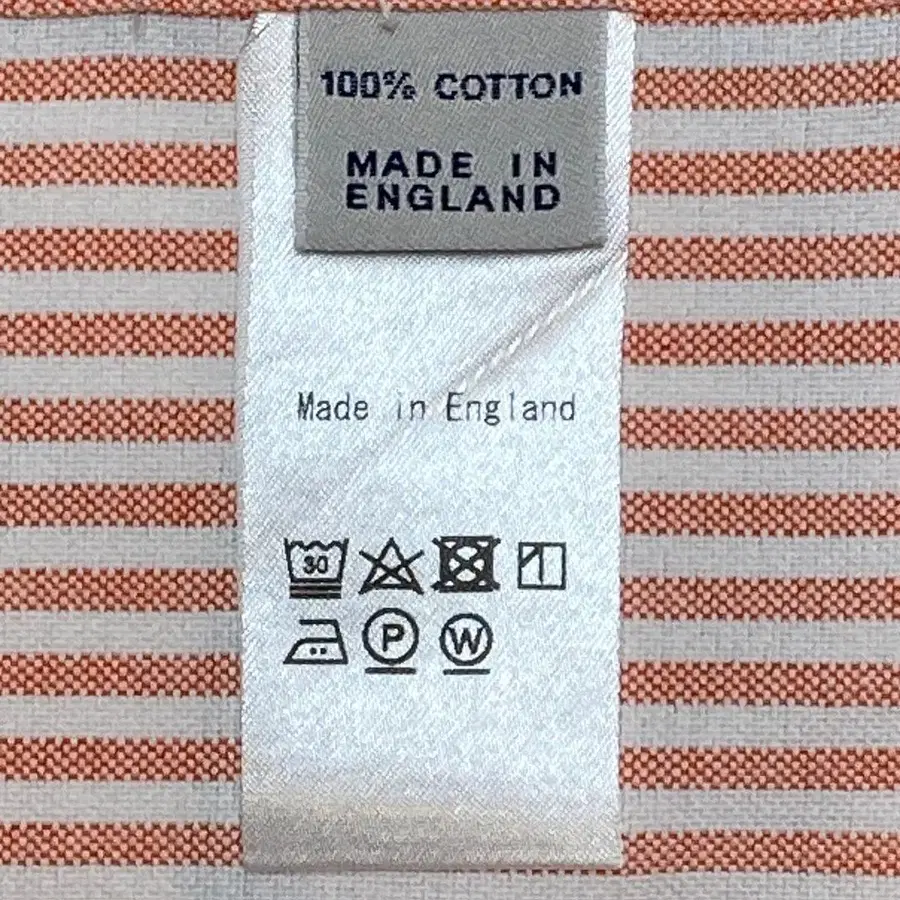 100% COTTON
MADE IN
ENGLAND
Made in England
30
P
W